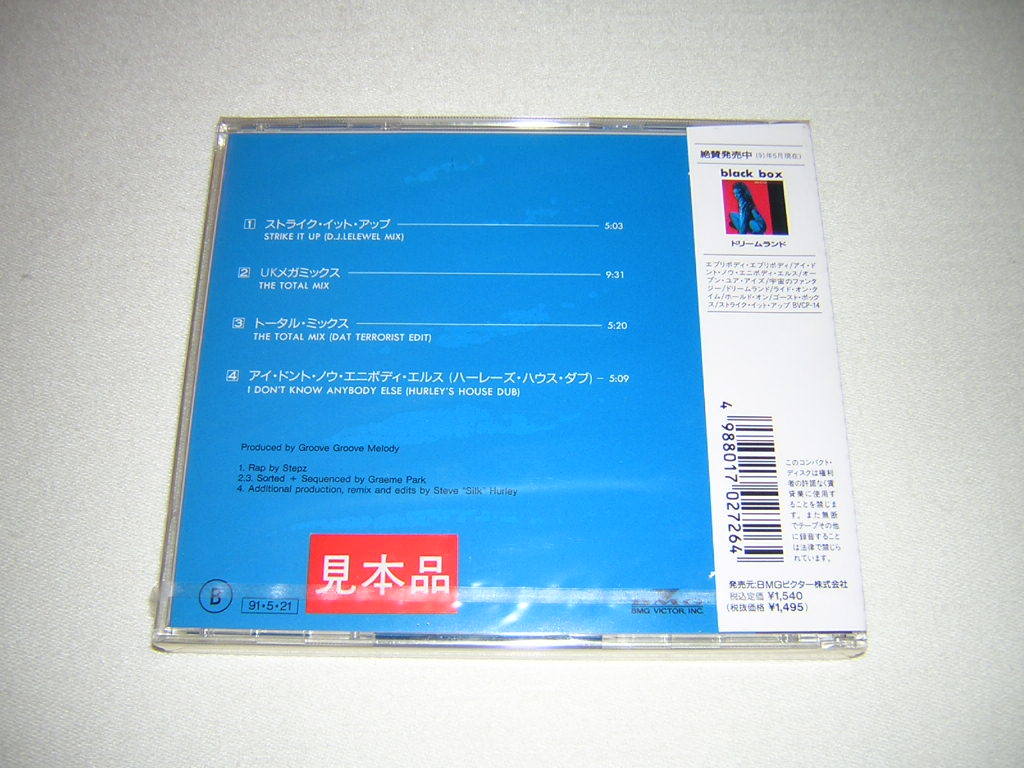 1 ストライク・イット・アップ 5:03
STRIKE IT UP (D.J.LELEWEL MIX)
2 UKメガミックス 9:31
THE TOTAL MIX
3 トータル・ミックス 5:20
THE TOTAL MIX (DAT TERRORIST EDIT)
4 アイ・ドント・ノウ・エニボディ・エルス (ハーレーズ・ハウス・ダブ) 5:09
I DON'T KNOW ANYBODY ELSE (HURLEY'S HOUSE DUB)
Produced by Groove Groove Melody
1. Rap by Stepz
2.3. Sorted + Sequenced by Graeme Park
4. Additional production, remix and edits by Steve "Silk" Hurley
見本品
B
91・5・21
BMG VICTOR, INC.
絶賛発売中 (91年5月現在)
black box
ドリームランド
エブリボディ・エブリボディ/アイ・ド
ント・ノウ・エニボディ・エルス/オー
プン・ユア・アイズ/宇宙のファンタ
ジー/ドリームランド/ライド・オン・タ
イム/ホールド・オン/ゴースト・ボック
ス/ストライク・イット・アップ BVCP-14
4 988017 027264
このコンパクト・
ディスクは権利
者の許諾なく賃
貸業に使用す
ることを禁じま
す。また無断
でテープその他
に録音すること
は法律で禁じら
れています。
発売元:BMGビクター株式会社
税込定価 ¥1,540
(税抜価格 ¥1,495)